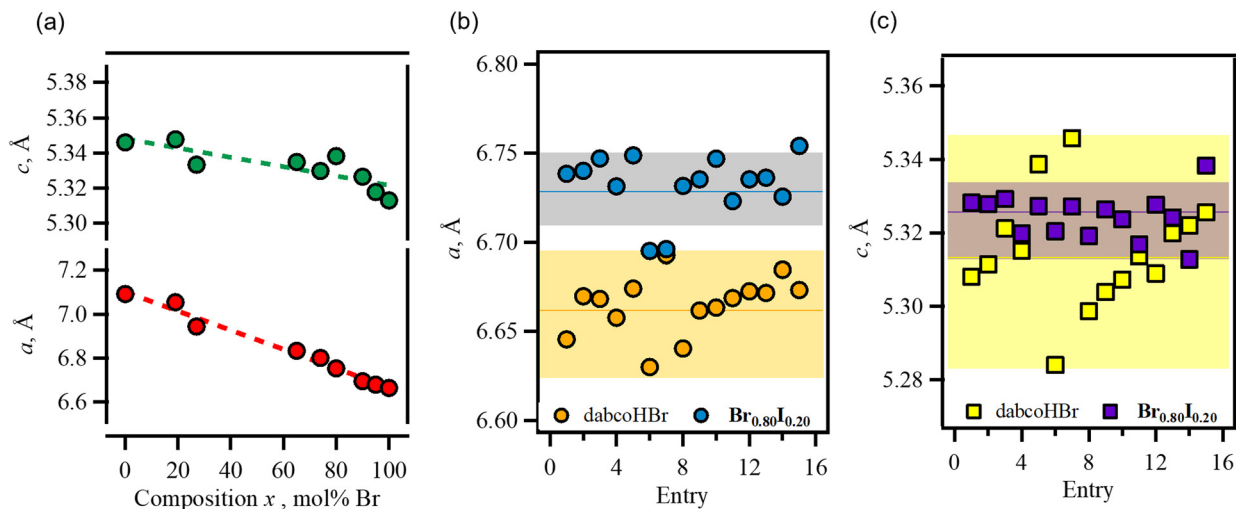 (a)
(b)
(c)
c, Å
5.38
5.36
5.34
5.32
5.30
a, Å
7.2
7.0
6.8
6.6
0
20
40
60
80
100
Composition x , mol% Br
a, Å
6.80
6.75
6.70
6.65
6.60
dabcoHBr
Br0.80I0.20
0
4
8
12
16
Entry
c, Å
5.36
5.34
5.32
5.30
5.28
dabcoHBr
Br0.80I0.20
0
4
8
12
16
Entry